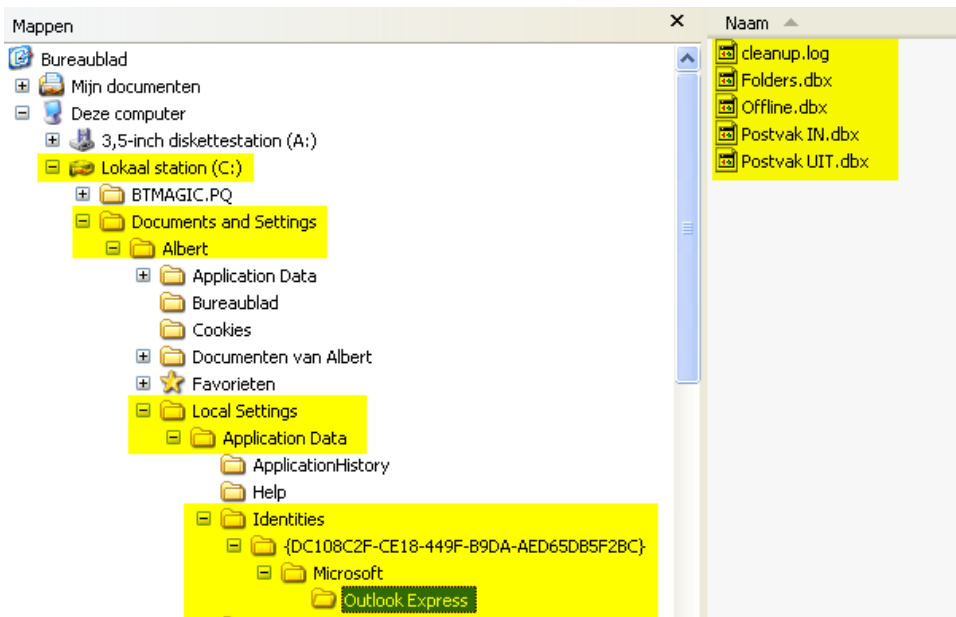 Mappen
Bureaublad
Mijn documenten
Deze computer
3,5-inch diskettestation (A:)
Lokaal station (C:)
BTMAGIC.PQ
Documents and Settings
Albert
Application Data
Bureaublad
Cookies
Documenten van Albert
Favorieten
Local Settings
Application Data
ApplicationHistory
Help
Identities
{DC108C2F-CE18-449F-B9DA-AED65DB5F2BC}
Microsoft
Outlook Express
Naam
cleanup.log
Folders.dbx
Offline.dbx
Postvak IN.dbx
Postvak UIT.dbx